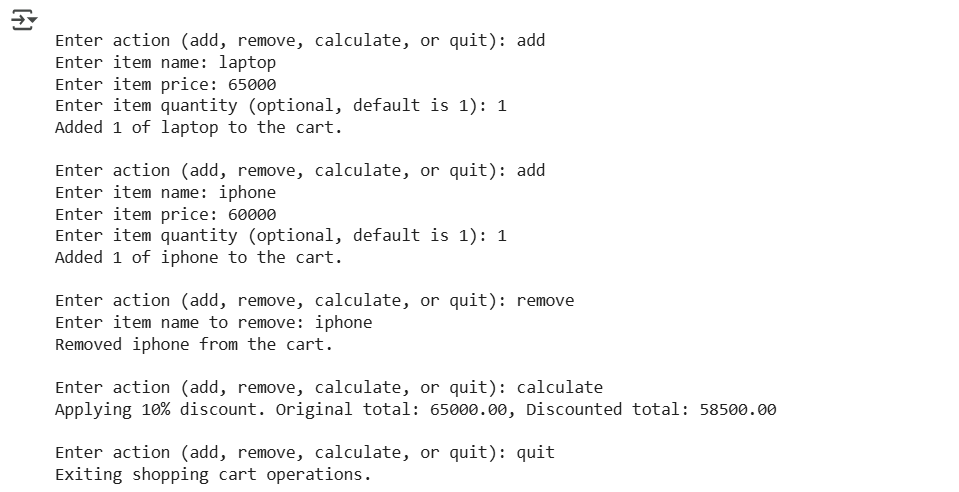 Enter action (add, remove, calculate, or quit): add
Enter item name: laptop
Enter item price: 65000
Enter item quantity (optional, default is 1): 1
Added 1 of laptop to the cart.
Enter action (add, remove, calculate, or quit): add
Enter item name: iphone
Enter item price: 60000
Enter item quantity (optional, default is 1): 1
Added 1 of iphone to the cart.
Enter action (add, remove, calculate, or quit): remove
Enter item name to remove: iphone
Removed iphone from the cart.
Enter action (add, remove, calculate, or quit): calculate
Applying 10% discount. Original total: 65000.00, Discounted total: 58500.00
Enter action (add, remove, calculate, or quit): quit
Exiting shopping cart operations.